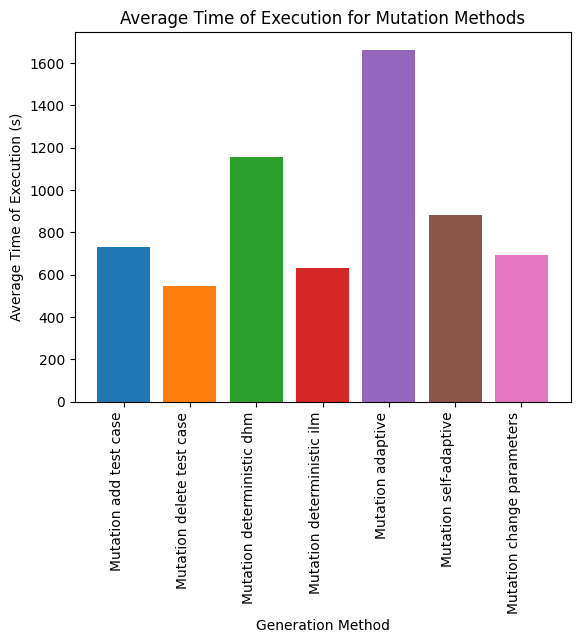 Average Time of Execution for Mutation Methods
Average Time of Execution (s)
1600
1400
1200
1000
800
600
400
200
0
Mutation add test case
Mutation delete test case
Mutation deterministic dhm
Mutation deterministic ilm
Mutation adaptive
Mutation self-adaptive
Mutation change parameters
Generation Method